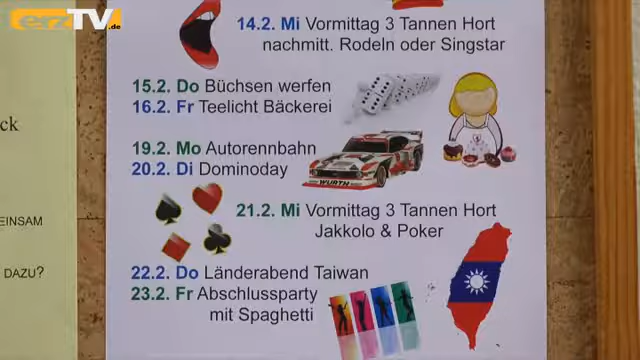 erzTV.de
14.2. Mi Vormittag 3 Tannen Hort
nachmitt. Rodeln oder Singstar
15.2. Do Büchsen werfen
16.2. Fr Teelicht Bäckerei
19.2. Mo Autorennbahn
20.2. Di Dominoday
WÜRTH
21.2. Mi Vormittag 3 Tannen Hort
Jakkolo & Poker
22.2. Do Länderabend Taiwan
23.2. Fr Abschlussparty
mit Spaghetti
ck
EINSAM
DAZU?